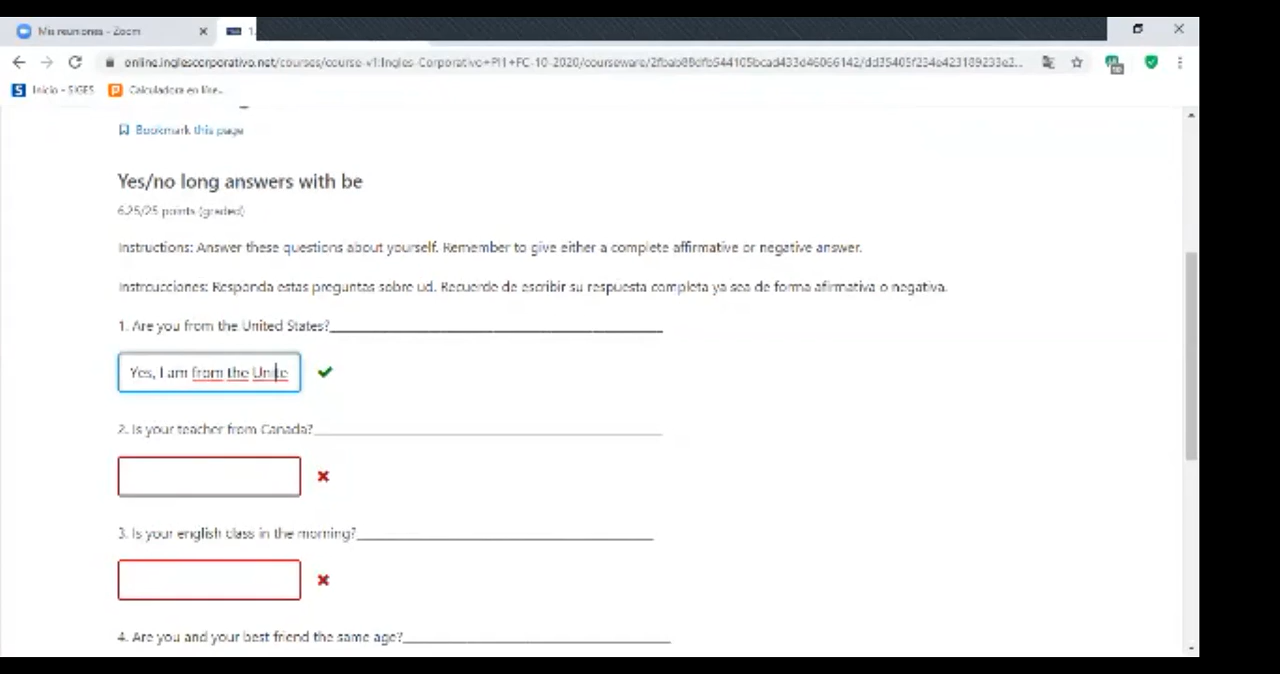 Mis reuniones - Zoom
online.inglescorporativo.net/courses/course-v1:Ingles-Corporativo+PI1+FC-10-2020/courseware/
Inicio - SIGES
Calculadora en líne...
Bookmark this page
Yes/no long answers with be
6.25/25 points (graded)
Instructions: Answer these questions about yourself. Remember to give either a complete affirmative or negative answer.
Instrucciones: Responda estas preguntas sobre ud. Recuerde de escribir su respuesta completa ya sea de forma afirmativa o negativa.
1. Are you from the United States?
Yes, I am from the Unite
2. Is your teacher from Canada?
3. Is your english class in the morning?
4. Are you and your best friend the same age?